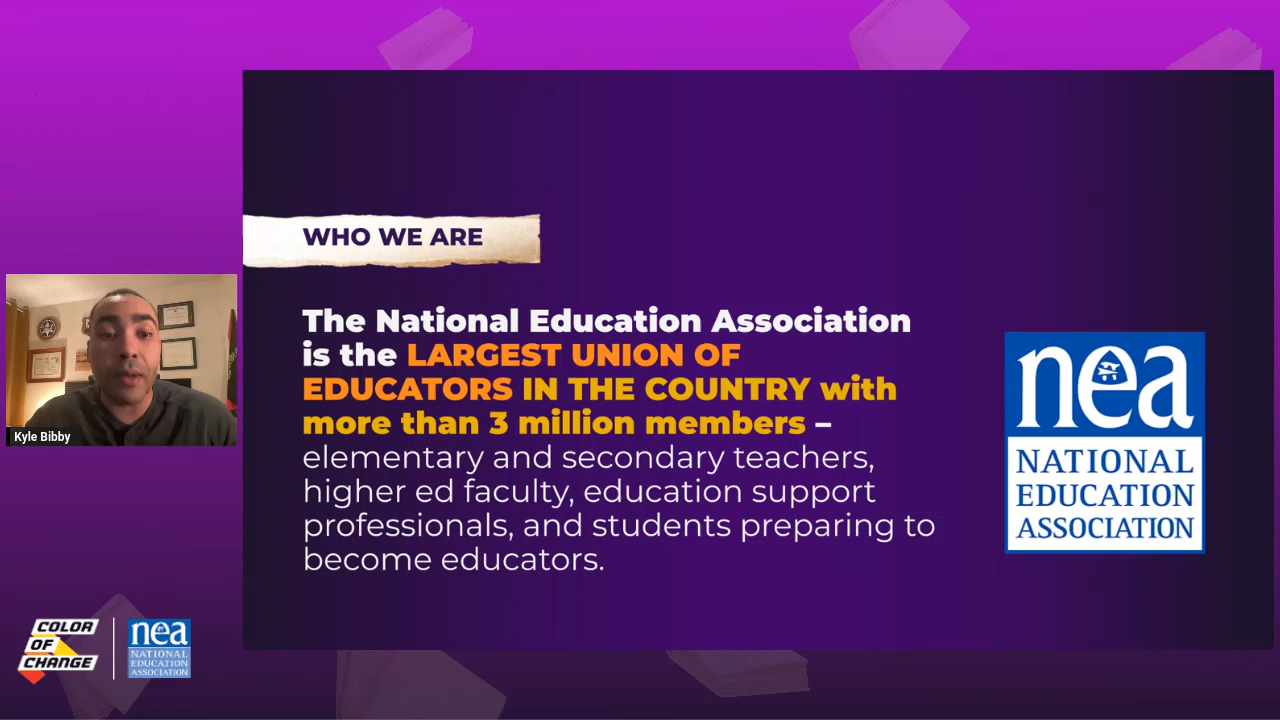 WHO WE ARE
The National Education Association
is the LARGEST UNION OF
EDUCATORS IN THE COUNTRY with
more than 3 million members –
elementary and secondary teachers,
higher ed faculty, education support
professionals, and students preparing to
become educators.
nea
NATIONAL
EDUCATION
ASSOCIATION
Kyle Bibby
COLOR
OF
CHANGE
nea
NATIONAL
EDUCATION
ASSOCIATION